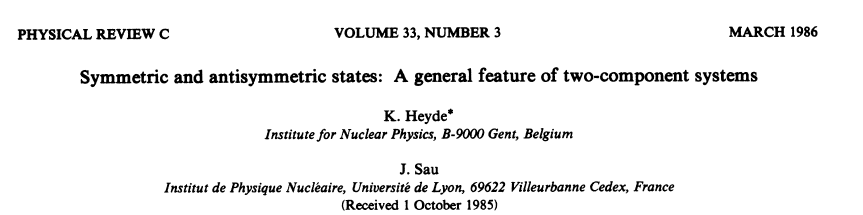 PHYSICAL REVIEW C VOLUME 33, NUMBER 3 MARCH 1986
Symmetric and antisymmetric states: A general feature of two-component systems
K. Heyde*
Institute for Nuclear Physics, B-9000 Gent, Belgium
J. Sau
Institut de Physique Nucléaire, Université de Lyon, 69622 Villeurbanne Cedex, France
(Received 1 October 1985)